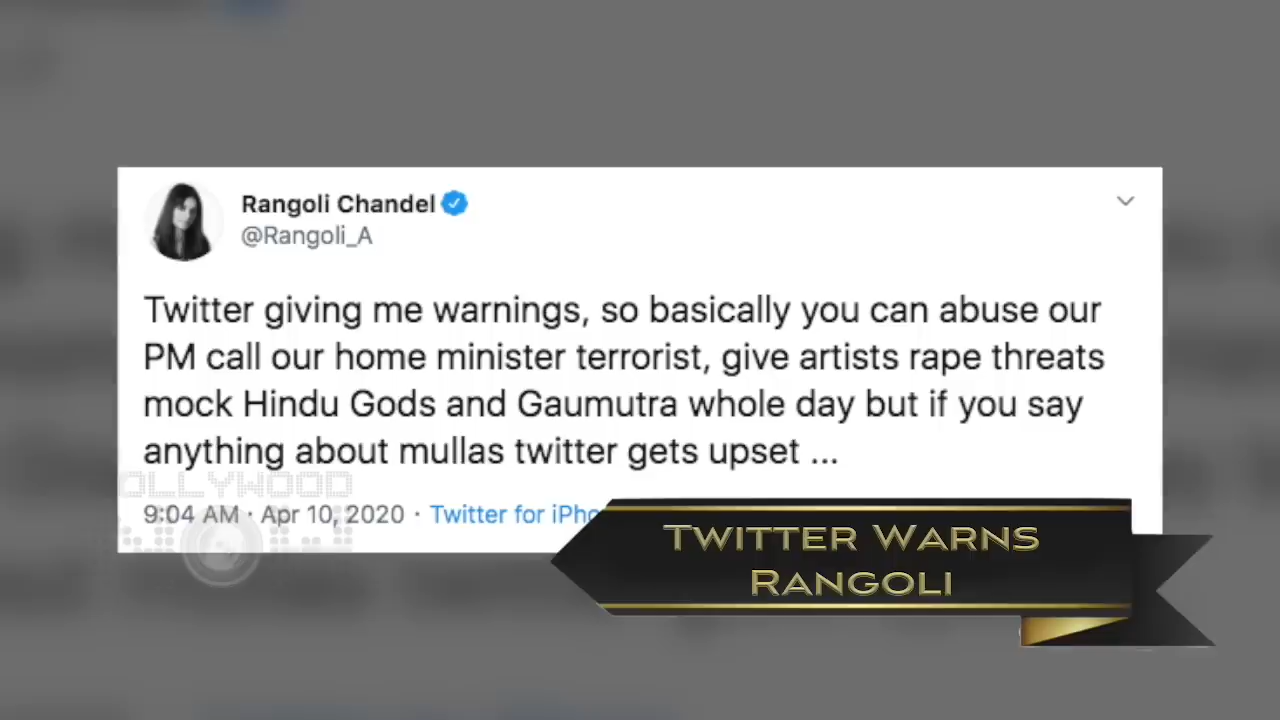 Rangoli Chandel
@Rangoli_A
Twitter giving me warnings, so basically you can abuse our
PM call our home minister terrorist, give artists rape threats
mock Hindu Gods and Gaumutra whole day but if you say
anything about mullas twitter gets upset ...
9:04 AM · Apr 10, 2020 · Twitter for iPho
OLLYWOOD
TWITTER WARNS
RANGOLI